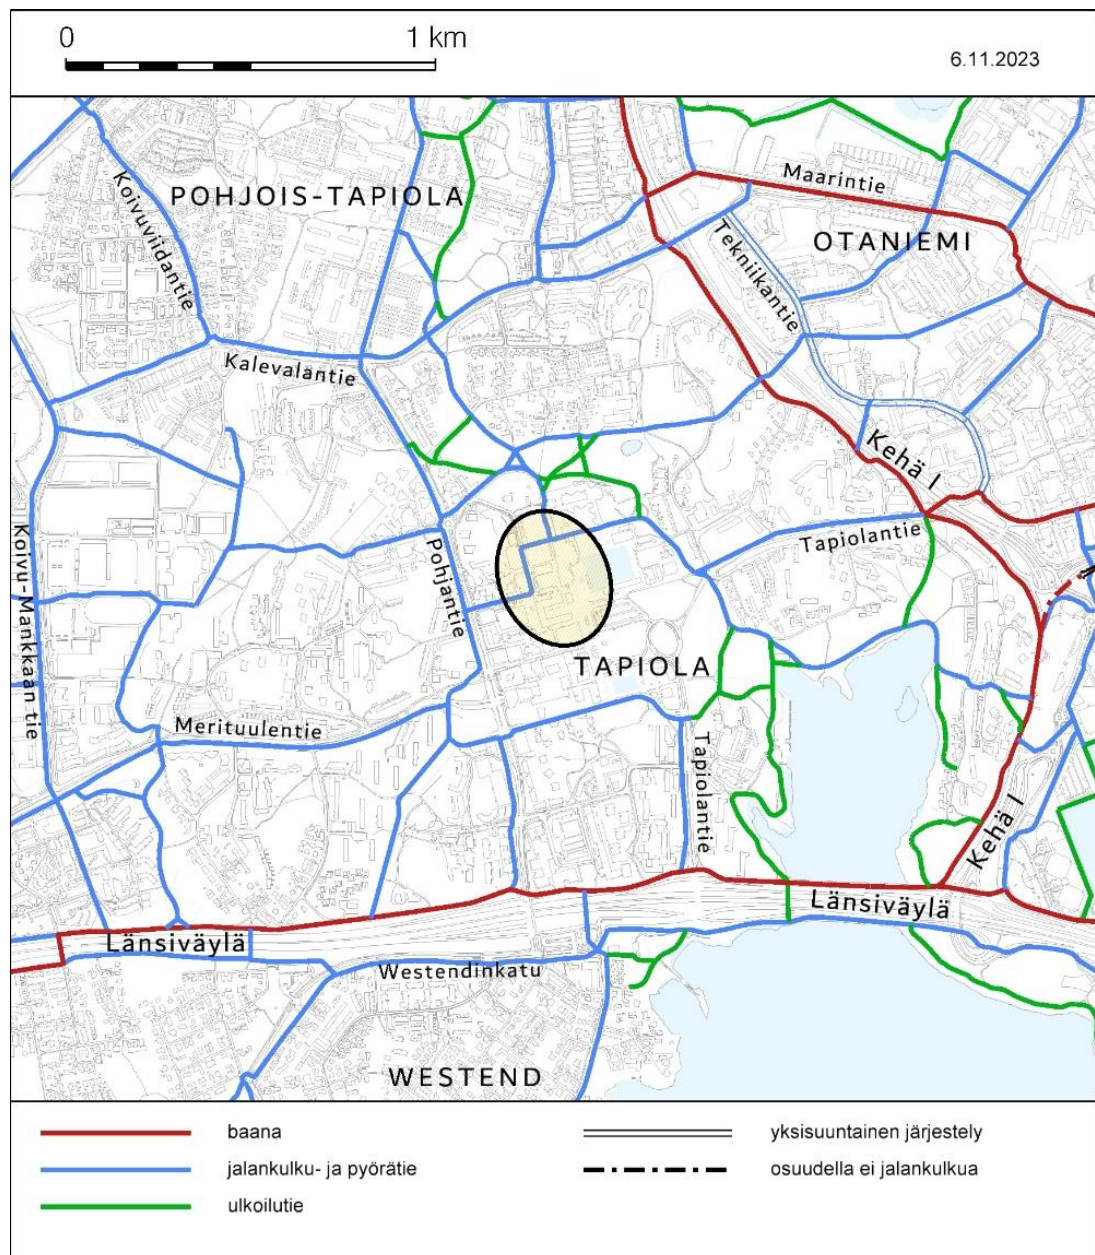 0 1 km
6.11.2023
Maarintie
POHJOIS-TAPIOLA
Koivuviidantie
OTANIEMI
Tekniikantie
Kalevalantie
Kehä I
Koivu-Mankkaan tie
Pohjantie
Tapiolantie
TAPIOLA
Merituulentie
Tapiolantie
Kehä I
Länsiväylä
Länsiväylä
Westendinkatu
WESTEND
baana
jalankulku- ja pyörätie
ulkoilutie
yksisuuntainen järjestely
osuudella ei jalankulkua